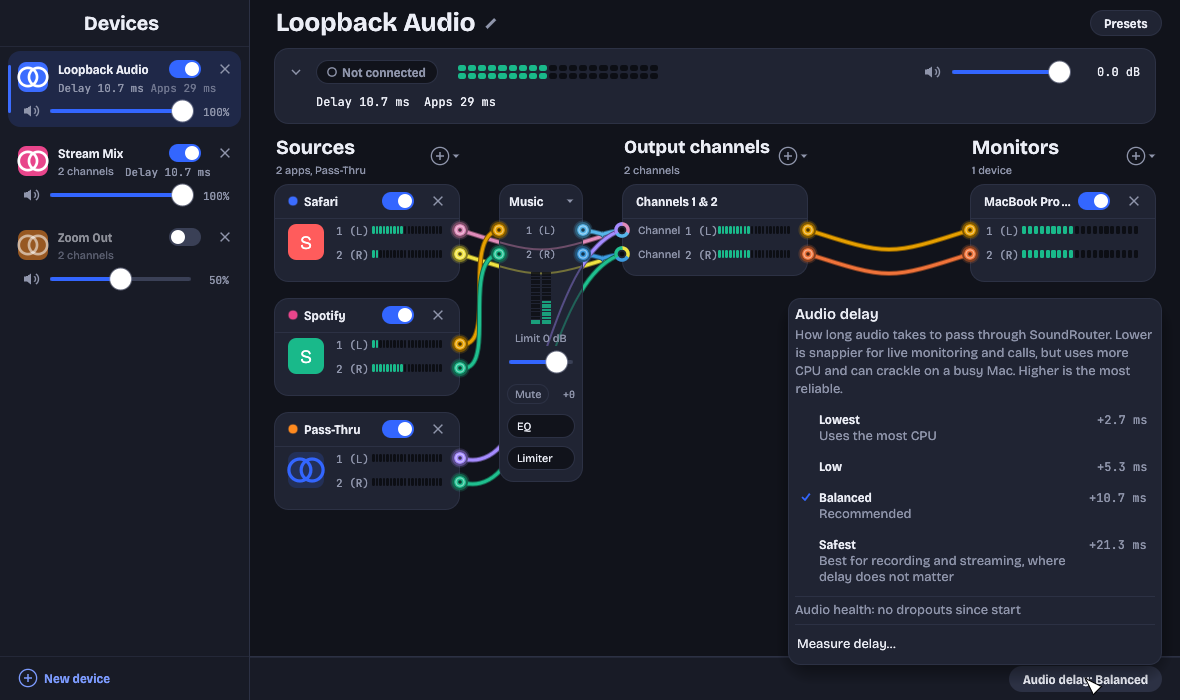 Devices
Loopback Audio
Delay 10.7 ms Apps 29 ms
100%
Stream Mix
2 channels Delay 10.7 ms
100%
Zoom Out
2 channels
50%
New device
Loopback Audio
Presets
Not connected
0.0 dB
Delay 10.7 ms Apps 29 ms
Sources
2 apps, Pass-Thru
Output channels
2 channels
Monitors
1 device
Safari
S
1 (L)
2 (R)
Spotify
S
1 (L)
2 (R)
Pass-Thru
1 (L)
2 (R)
Music
1 (L)
2 (R)
Limit 0 dB
Mute +0
EQ
Limiter
Channels 1 & 2
Channel 1 (L)
Channel 2 (R)
MacBook Pro ...
1 (L)
2 (R)
Audio delay
How long audio takes to pass through SoundRouter. Lower
is snappier for live monitoring and calls, but uses more
CPU and can crackle on a busy Mac. Higher is the most
reliable.
Lowest +2.7 ms
Uses the most CPU
Low +5.3 ms
Balanced +10.7 ms
Recommended
Safest +21.3 ms
Best for recording and streaming, where
delay does not matter
Audio health: no dropouts since start
Measure delay...
Audio delay: Balanced